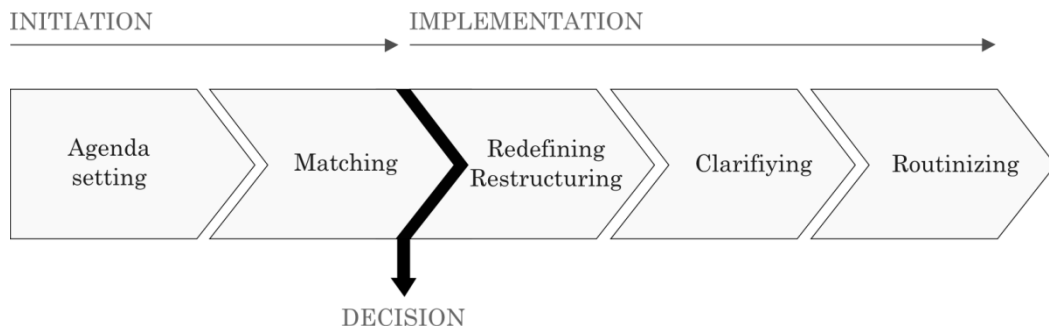 INITIATION
IMPLEMENTATION
Agenda
setting
Matching
Redefining
Restructuring
Clarifiying
Routinizing
DECISION